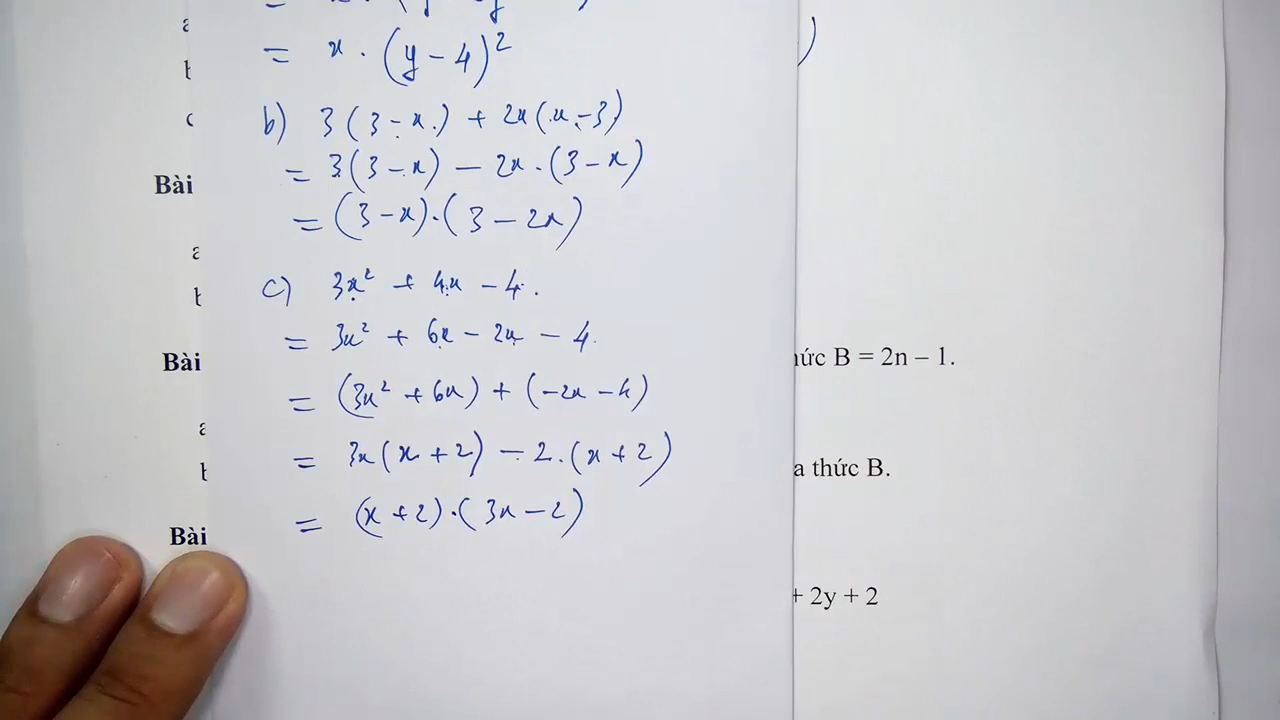 = x . (y - 4)²
b) 3(3 - x) + 2x(x - 3)
= 3(3 - x) - 2x . (3 - x)
= (3 - x) . (3 - 2x)
c) 3x² + 4x - 4.
= 3x² + 6x - 2x - 4
= (3x² + 6x) + (-2x - 4)
= 3x(x + 2) - 2 . (x + 2)
= (x + 2) . (3x - 2)
Bài
a
b
Bài
B = 2n – 1.
b
thức B.
Bài
+ 2y + 2